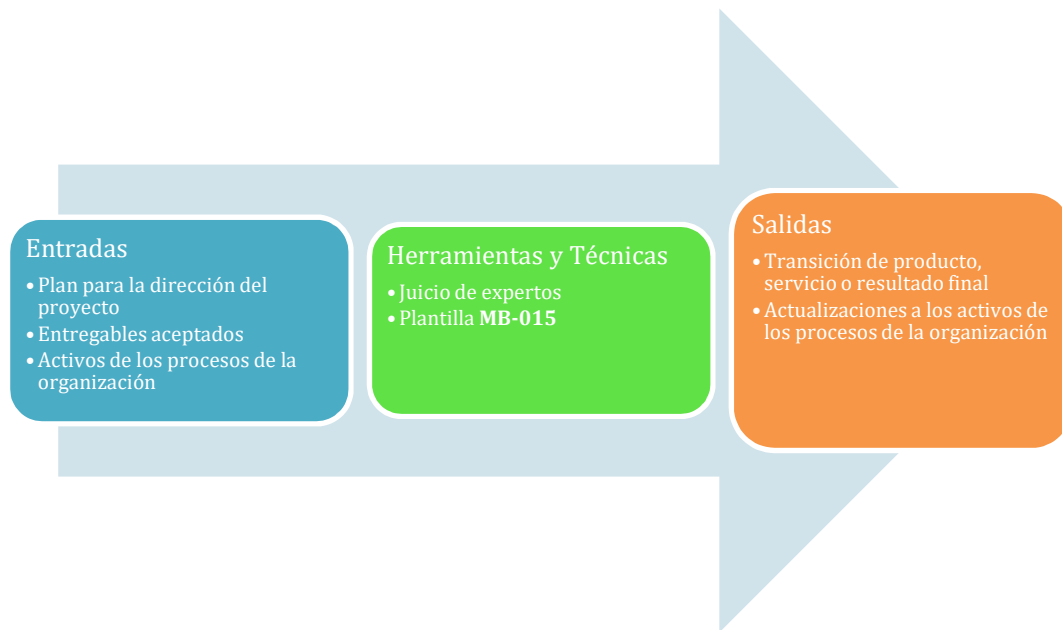 Entradas
• Plan para la dirección del
proyecto
• Entregables aceptados
• Activos de los procesos de la
organización
Herramientas y Técnicas
• Juicio de expertos
• Plantilla MB-015
Salidas
• Transición de producto,
servicio o resultado final
• Actualizaciones a los activos de
los procesos de la organización